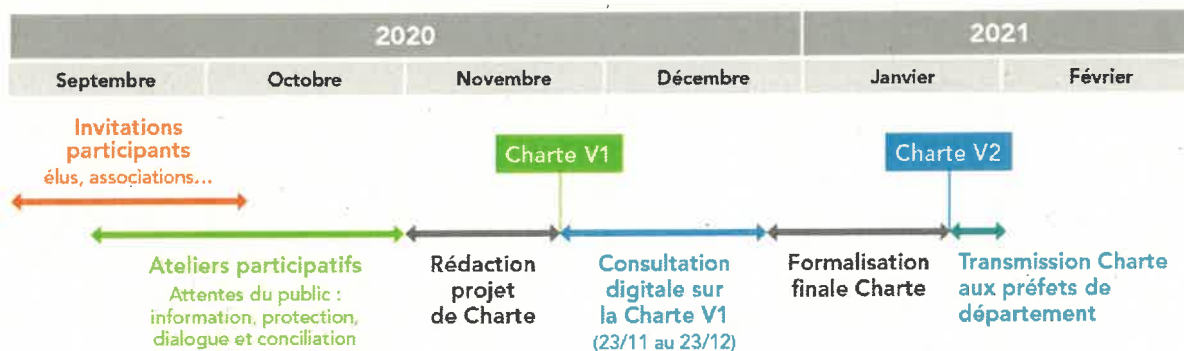 2020
2021
Septembre
Octobre
Novembre
Décembre
Janvier
Février
Invitations
participants
élus, associations...
Charte V1
Charte V2
Ateliers participatifs
Attentes du public :
information, protection,
dialogue et conciliation
Rédaction
projet
de Charte
Consultation
digitale sur
la Charte V1
(23/11 au 23/12)
Formalisation
finale Charte
Transmission Charte
aux préfets de
département